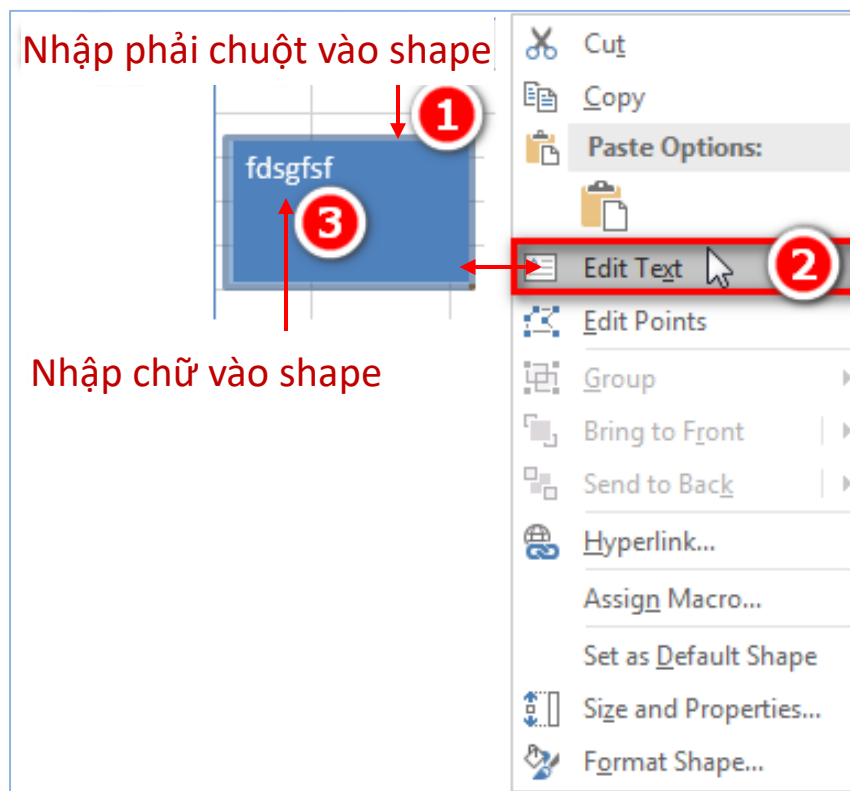 Nhập phải chuột vào shape
1
fdsgfsf
3
Nhập chữ vào shape
Cut
Copy
Paste Options:
Edit Text
2
Edit Points
Group
Bring to Front
Send to Back
Hyperlink...
Assign Macro...
Set as Default Shape
Size and Properties...
Format Shape...